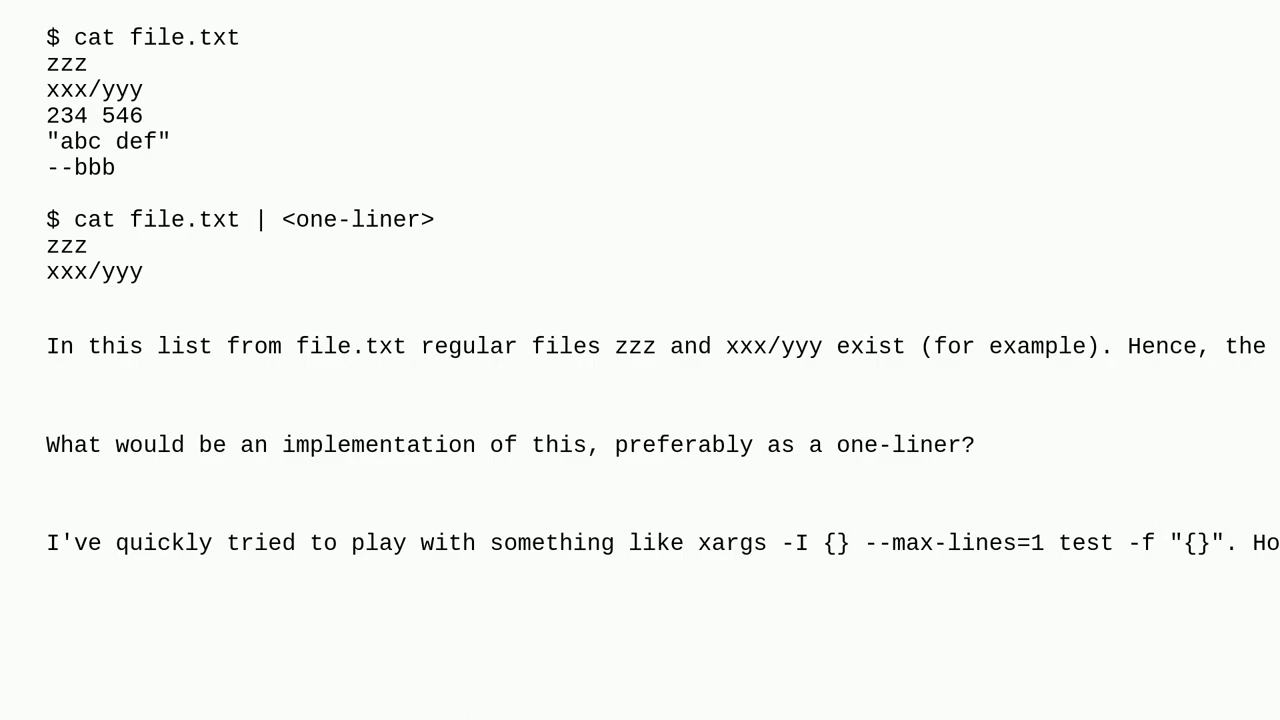 $ cat file.txt
zzz
xxx/yyy
234 546
"abc def"
--bbb
$ cat file.txt | <one-liner>
zzz
xxx/yyy
In this list from file.txt regular files zzz and xxx/yyy exist (for example). Hence, the
What would be an implementation of this, preferably as a one-liner?
I've quickly tried to play with something like xargs -I {} --max-lines=1 test -f "{}".